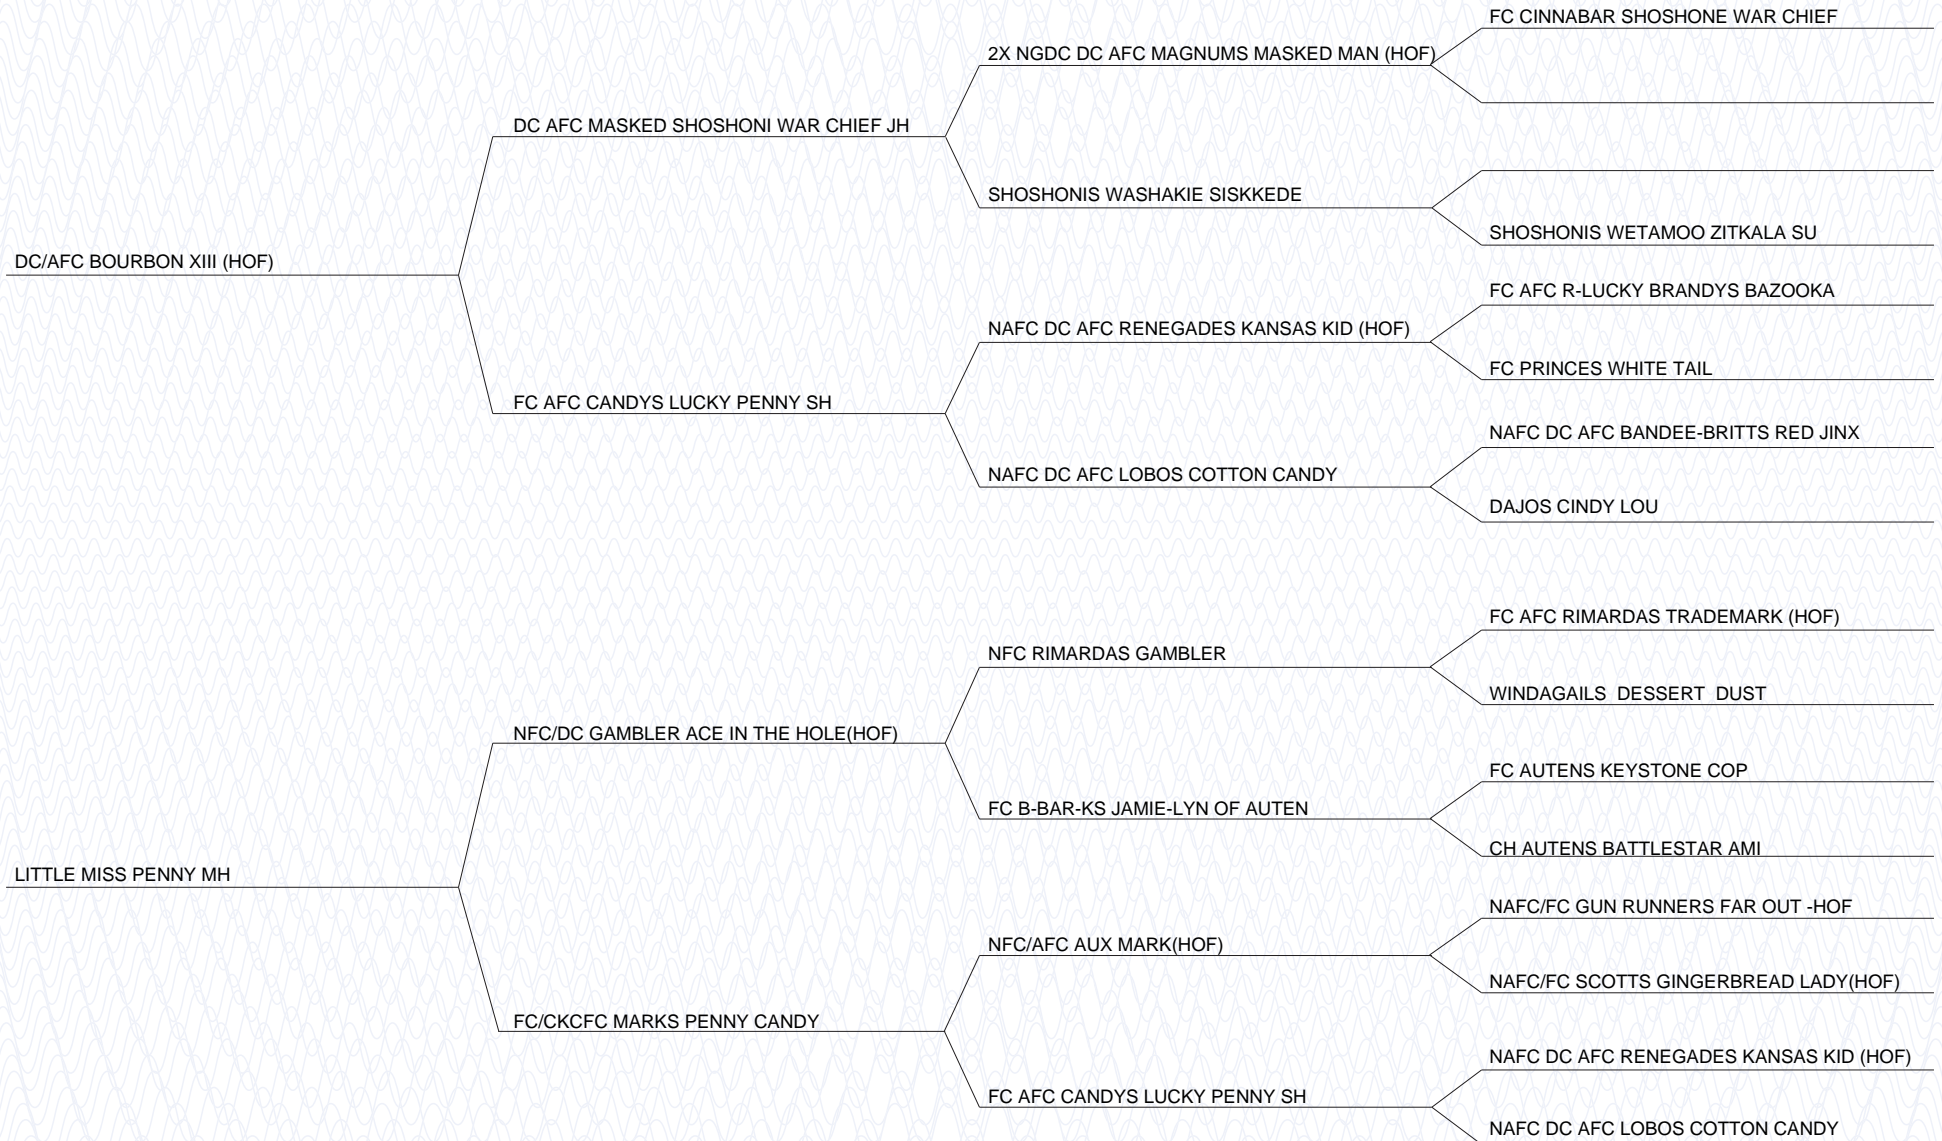 FC CINNABAR SHOSHONE WAR CHIEF
2X NGDC DC AFC MAGNUMS MASKED MAN (HOF)
DC AFC MASKED SHOSHONI WAR CHIEF JH
SHOSHONIS WASHAKIE SISKKEDE
SHOSHONIS WETAMOO ZITKALA SU
DC/AFC BOURBON XIII (HOF)
FC AFC R-LUCKY BRANDYS BAZOOKA
NAFC DC AFC RENEGADES KANSAS KID (HOF)
FC PRINCES WHITE TAIL
FC AFC CANDYS LUCKY PENNY SH
NAFC DC AFC BANDEE-BRITTS RED JINX
NAFC DC AFC LOBOS COTTON CANDY
DAJOS CINDY LOU
FC AFC RIMARDAS TRADEMARK (HOF)
NFC RIMARDAS GAMBLER
WINDAGAILS  DESSERT  DUST
NFC/DC GAMBLER ACE IN THE HOLE(HOF)
FC AUTENS KEYSTONE COP
FC B-BAR-KS JAMIE-LYN OF AUTEN
CH AUTENS BATTLESTAR AMI
LITTLE MISS PENNY MH
NAFC/FC GUN RUNNERS FAR OUT -HOF
NFC/AFC AUX MARK(HOF)
NAFC/FC SCOTTS GINGERBREAD LADY(HOF)
FC/CKCFC MARKS PENNY CANDY
NAFC DC AFC RENEGADES KANSAS KID (HOF)
FC AFC CANDYS LUCKY PENNY SH
NAFC DC AFC LOBOS COTTON CANDY